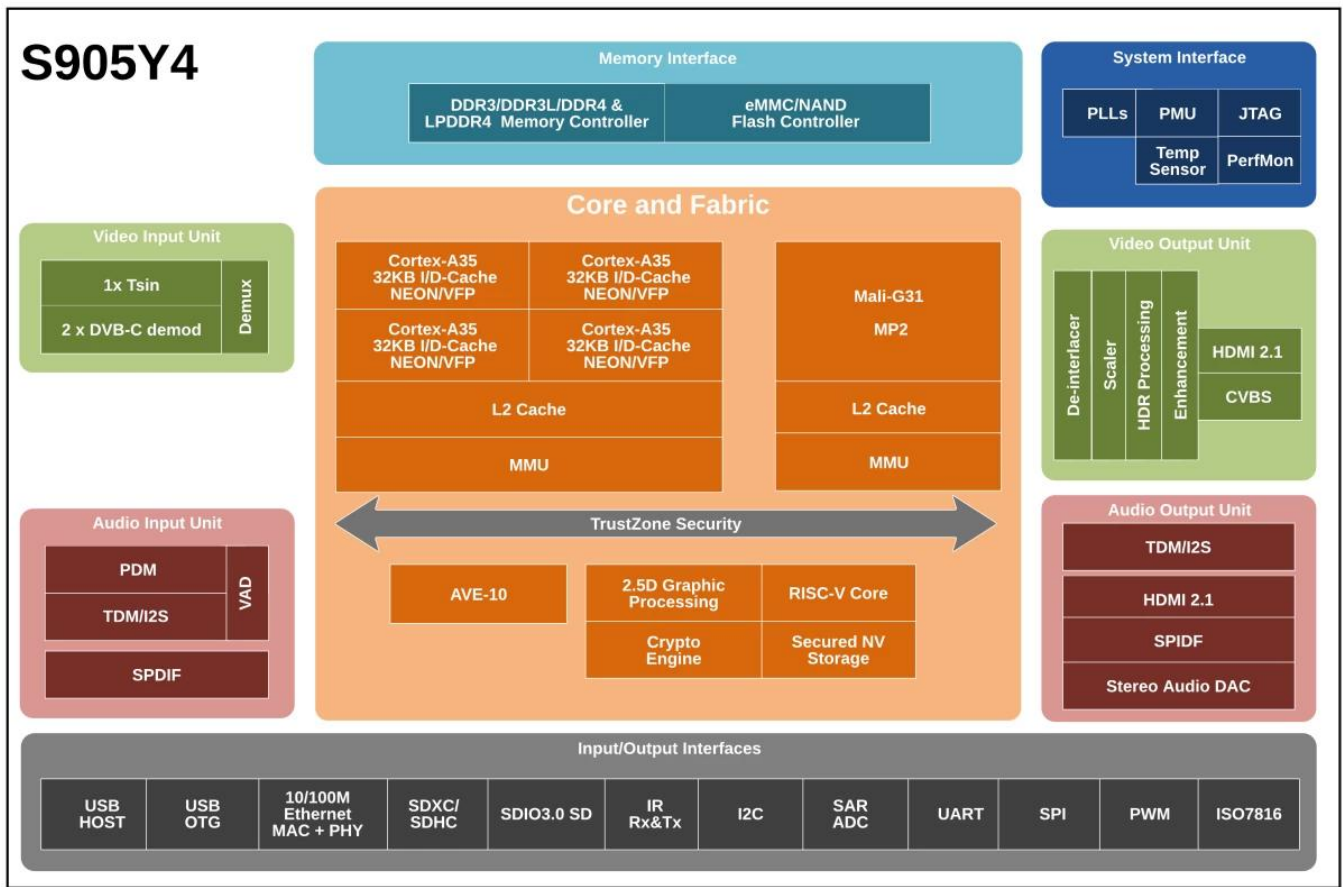 S905Y4
Memory Interface
DDR3/DDR3L/DDR4 &
LPDDR4 Memory Controller
eMMC/NAND
Flash Controller
System Interface
PLLs
PMU
JTAG
Temp
Sensor
PerfMon
Core and Fabric
Cortex-A35
32KB I/D-Cache
NEON/VFP
Cortex-A35
32KB I/D-Cache
NEON/VFP
Cortex-A35
32KB I/D-Cache
NEON/VFP
Cortex-A35
32KB I/D-Cache
NEON/VFP
L2 Cache
MMU
Mali-G31
MP2
L2 Cache
MMU
TrustZone Security
AVE-10
2.5D Graphic
Processing
RISC-V Core
Crypto
Engine
Secured NV
Storage
Video Input Unit
1x Tsin
2 x DVB-C demod
Demux
Video Output Unit
De-interlacer
Scaler
HDR Processing
Enhancement
HDMI 2.1
CVBS
Audio Input Unit
PDM
TDM/I2S
VAD
SPDIF
Audio Output Unit
TDM/I2S
HDMI 2.1
SPIDF
Stereo Audio DAC
Input/Output Interfaces
USB
HOST
USB
OTG
10/100M
Ethernet
MAC + PHY
SDXC/
SDHC
SDIO3.0 SD
IR
Rx&Tx
I2C
SAR
ADC
UART
SPI
PWM
ISO7816